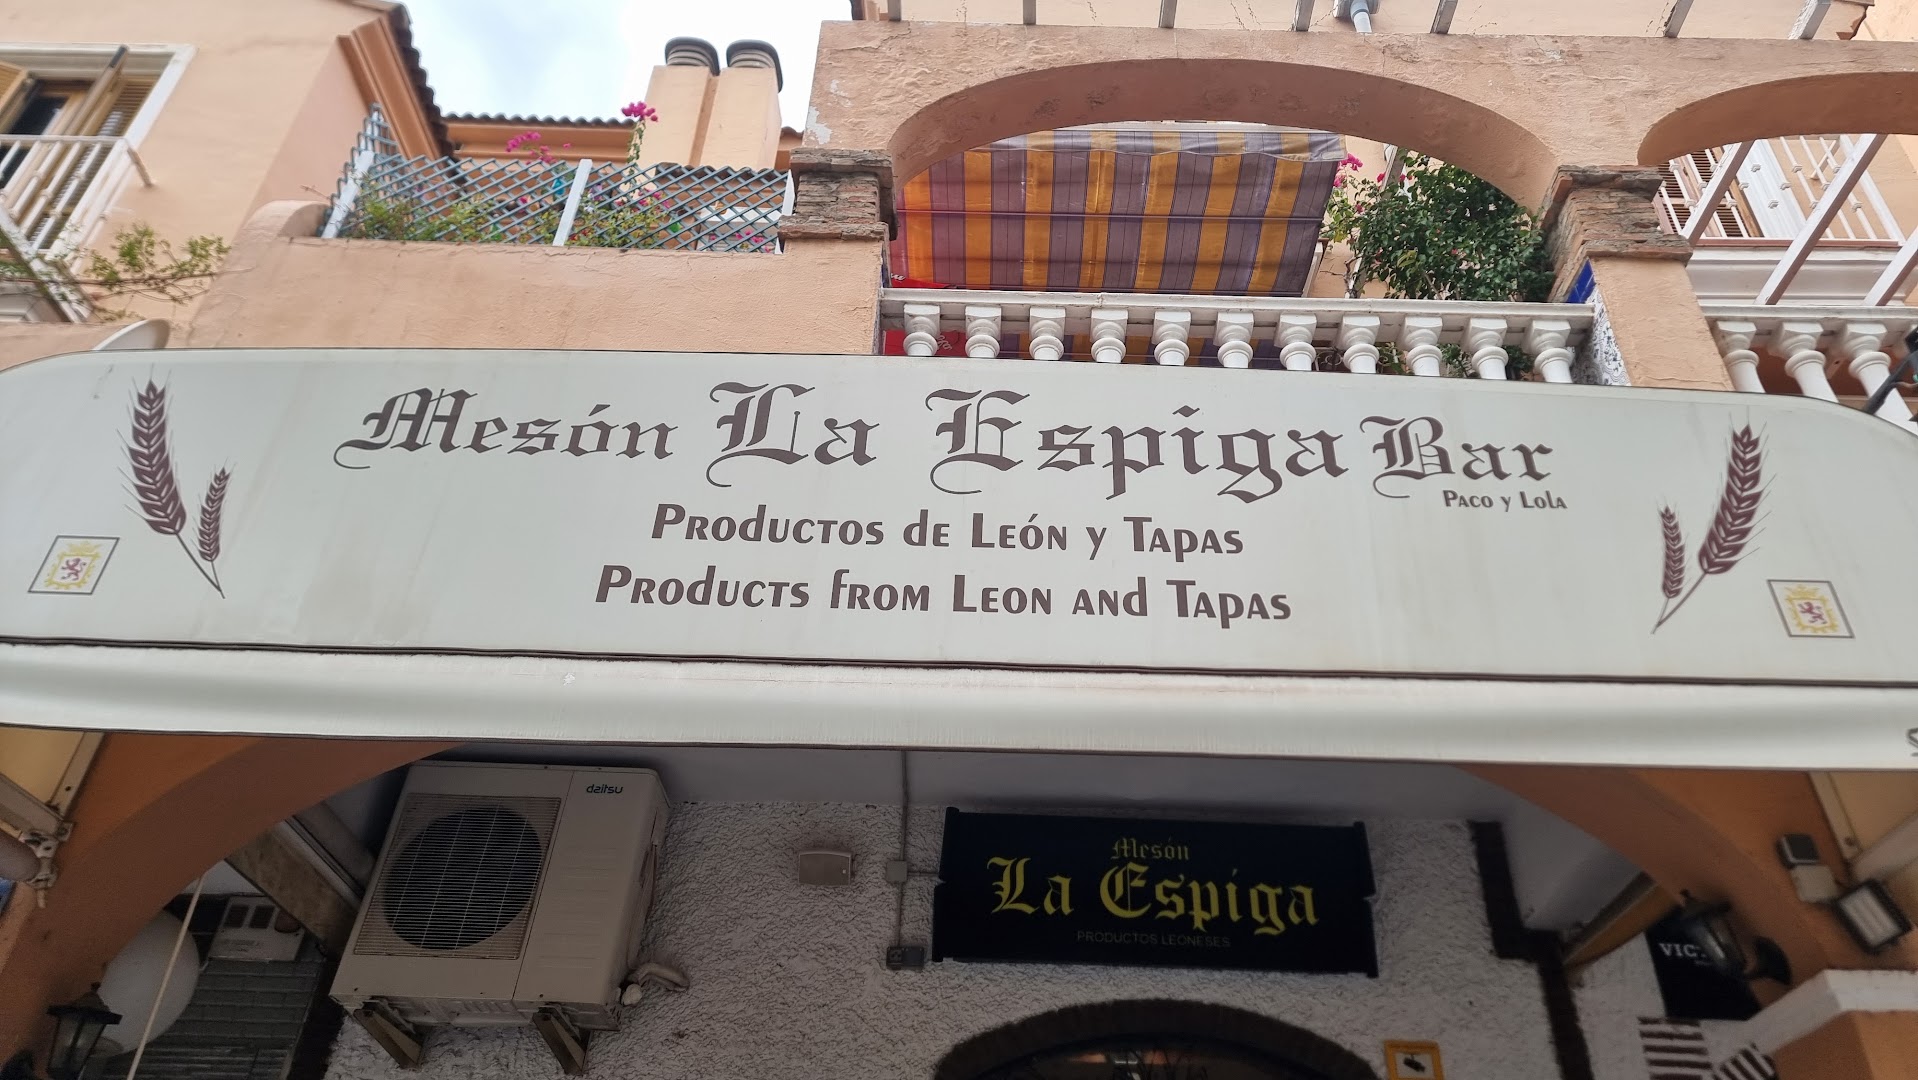 Mesón La Espiga Bar
Paco y Lola
Productos de León y Tapas
Products from Leon and Tapas
daitsu
Mesón
La Espiga
PRODUCTOS LEONESES